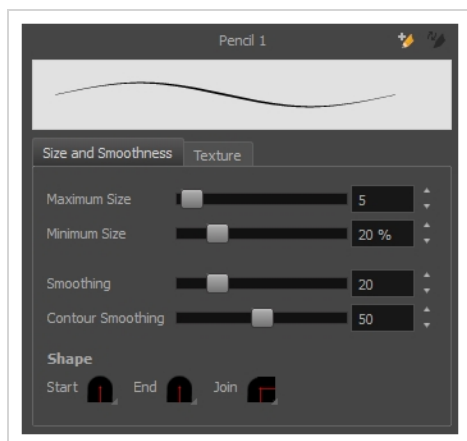 Pencil 1
Size and Smoothness Texture
Maximum Size 5
Minimum Size 20 %
Smoothing 20
Contour Smoothing 50
Shape
Start End Join